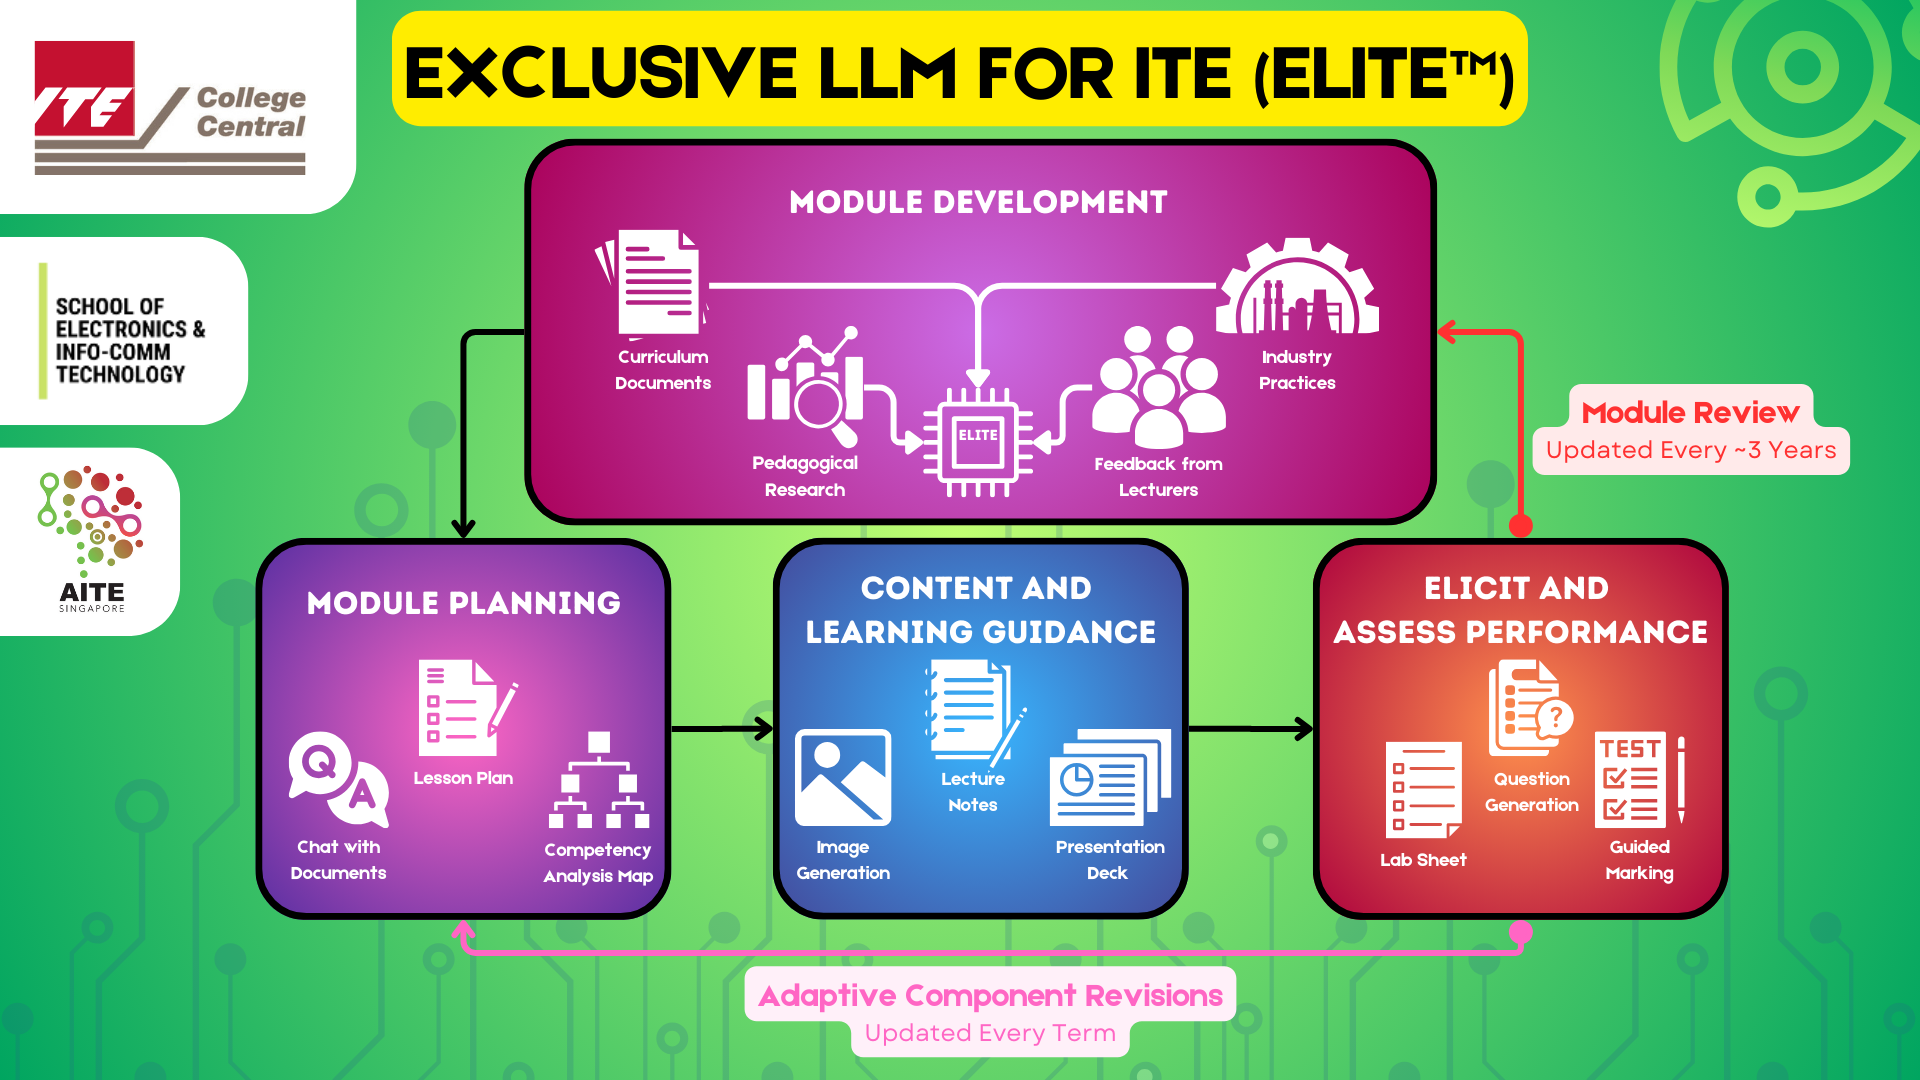 ITE
College
Central
EXCLUSIVE LLM FOR ITE (ELITE™)
SCHOOL OF
ELECTRONICS &
INFO-COMM
TECHNOLOGY
AITE
SINGAPORE
MODULE DEVELOPMENT
Curriculum
Documents
Pedagogical
Research
ELITE
Feedback from
Lecturers
Industry
Practices
Module Review
Updated Every ~3 Years
MODULE PLANNING
Q
A
Chat with
Documents
Lesson Plan
Competency
Analysis Map
CONTENT AND
LEARNING GUIDANCE
Image
Generation
Lecture
Notes
Presentation
Deck
ELICIT AND
ASSESS PERFORMANCE
Lab Sheet
?
Question
Generation
TEST
Guided
Marking
Adaptive Component Revisions
Updated Every Term